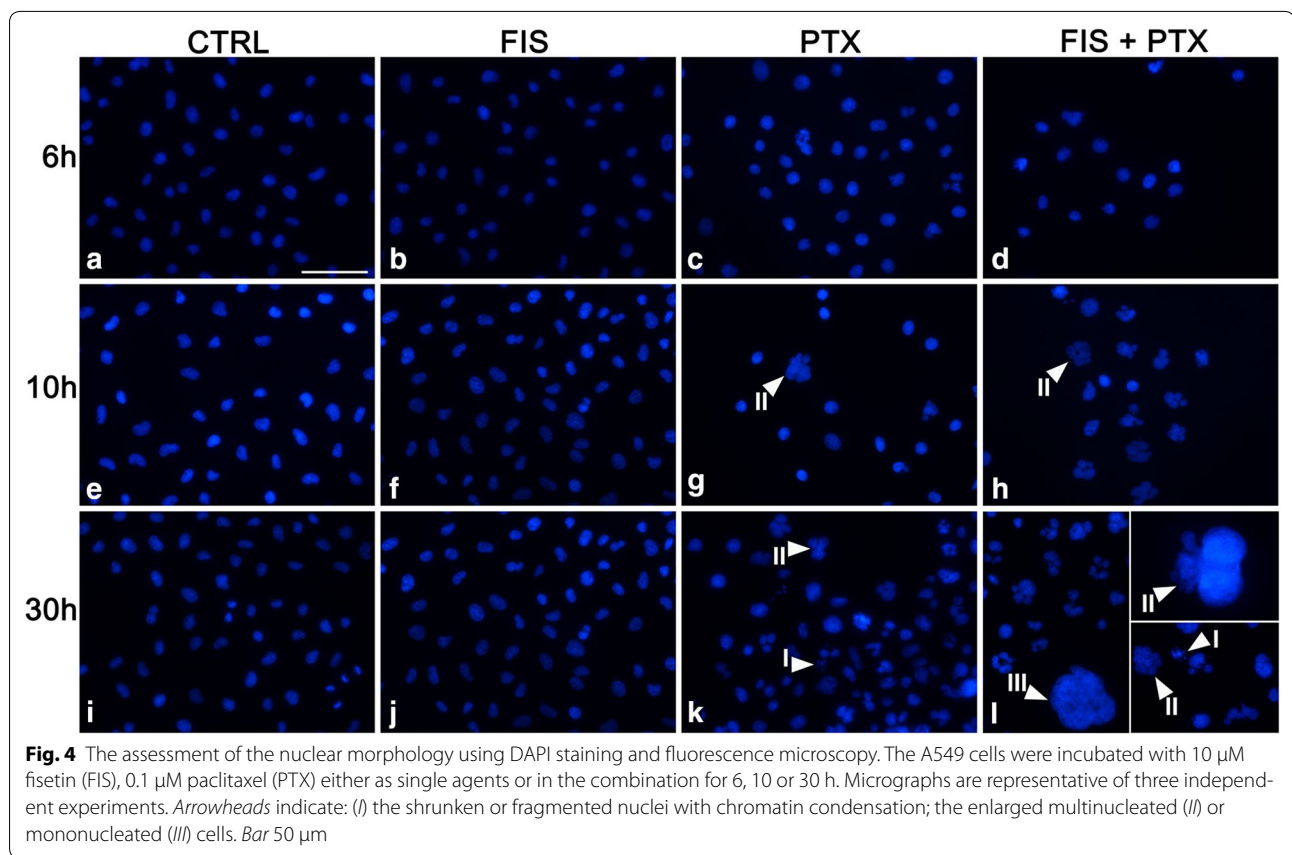 CTRL FIS PTX FIS + PTX
6h
a b c d
10h
II II
e f g h
30h
II II
I I
III II
i j k l
Fig. 4 The assessment of the nuclear morphology using DAPI staining and fluorescence microscopy. The A549 cells were incubated with 10 µM
fisetin (FIS), 0.1 µM paclitaxel (PTX) either as single agents or in the combination for 6, 10 or 30 h. Micrographs are representative of three independ-
ent experiments. Arrowheads indicate: (I) the shrunken or fragmented nuclei with chromatin condensation; the enlarged multinucleated (II) or
mononucleated (III) cells. Bar 50 µm